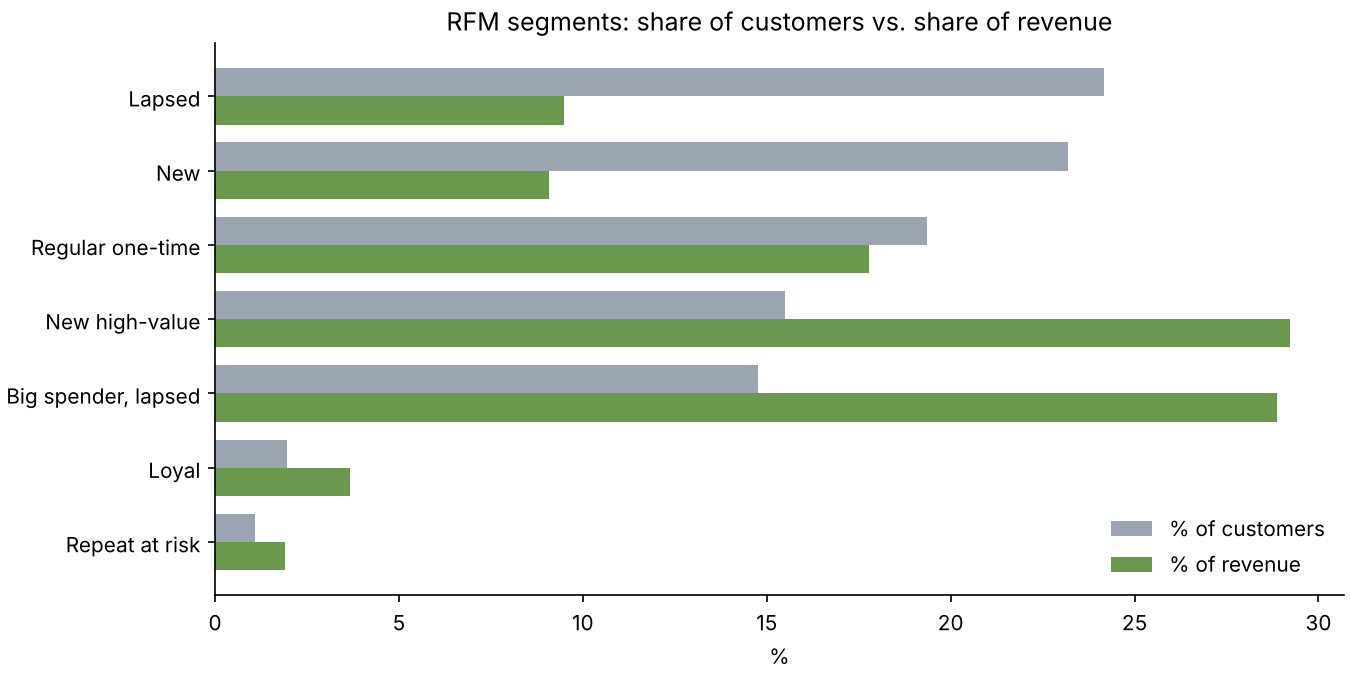 RFM segments: share of customers vs. share of revenue
Lapsed
New
Regular one-time
New high-value
Big spender, lapsed
Loyal
Repeat at risk
% of customers
% of revenue
0 5 10 15 20 25 30
%